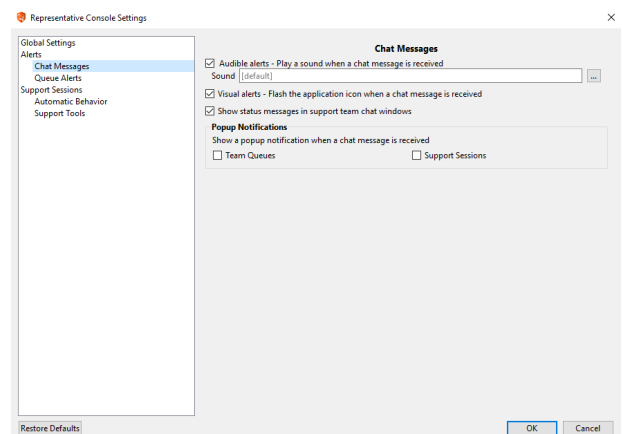 Representative Console Settings
Global Settings
Alerts
Chat Messages
Queue Alerts
Support Sessions
Automatic Behavior
Support Tools
Chat Messages
Audible alerts - Play a sound when a chat message is received
Sound [default] ...
Visual alerts - Flash the application icon when a chat message is received
Show status messages in support team chat windows
Popup Notifications
Show a popup notification when a chat message is received
Team Queues Support Sessions
Restore Defaults OK Cancel